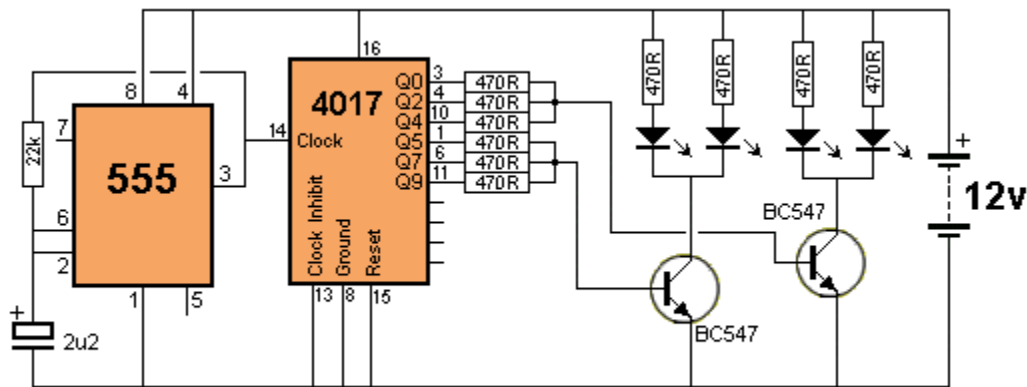 8
4
7
22k
555
3
6
2
1
5
+
2u2
16
4017
14
Clock
Q0
Q2
Q4
Q5
Q7
Q9
3
4
10
1
6
11
470R
470R
470R
470R
470R
470R
Clock Inhibit
Ground
Reset
13
8
15
470R
470R
470R
470R
BC547
BC547
+
12v